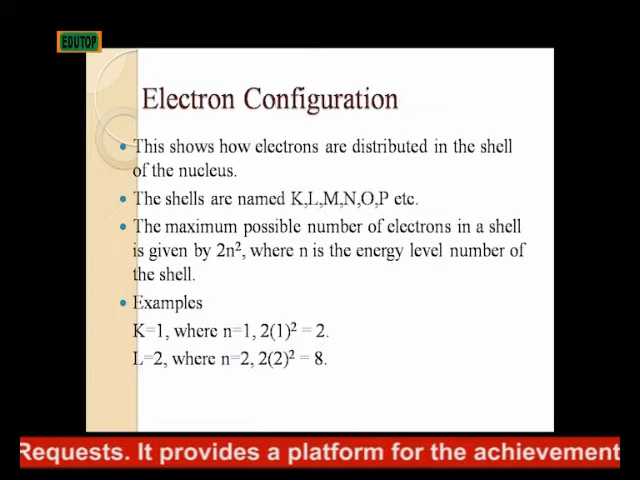 EDUTOP
Electron Configuration
This shows how electrons are distributed in the shell
of the nucleus.
The shells are named K,L,M,N,O,P etc.
The maximum possible number of electrons in a shell
is given by 2n², where n is the energy level number of
the shell.
Examples
K=1, where n=1, 2(1)² = 2.
L=2, where n=2, 2(2)² = 8.
Requests. It provides a platform for the achievement